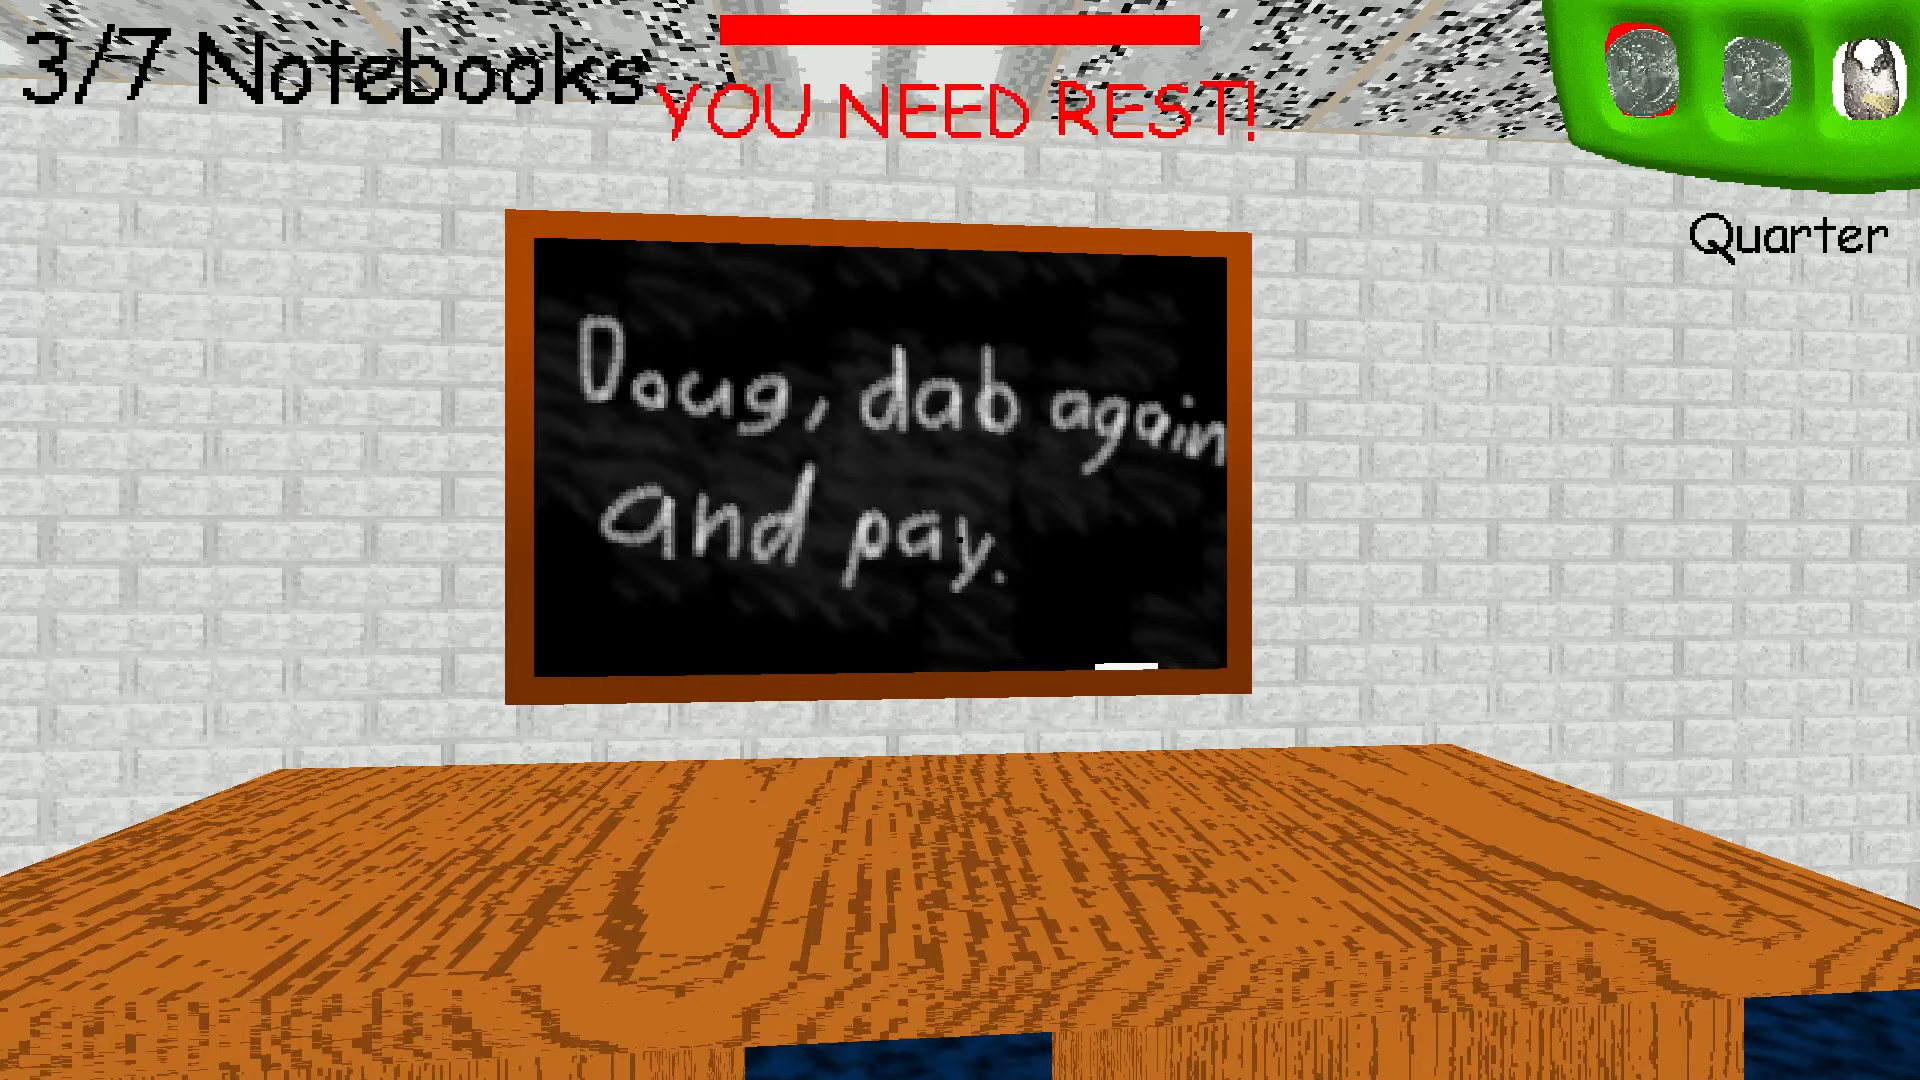 3/7 Notebooks
YOU NEED REST!
Quarter
Doug, dab again
and pay.